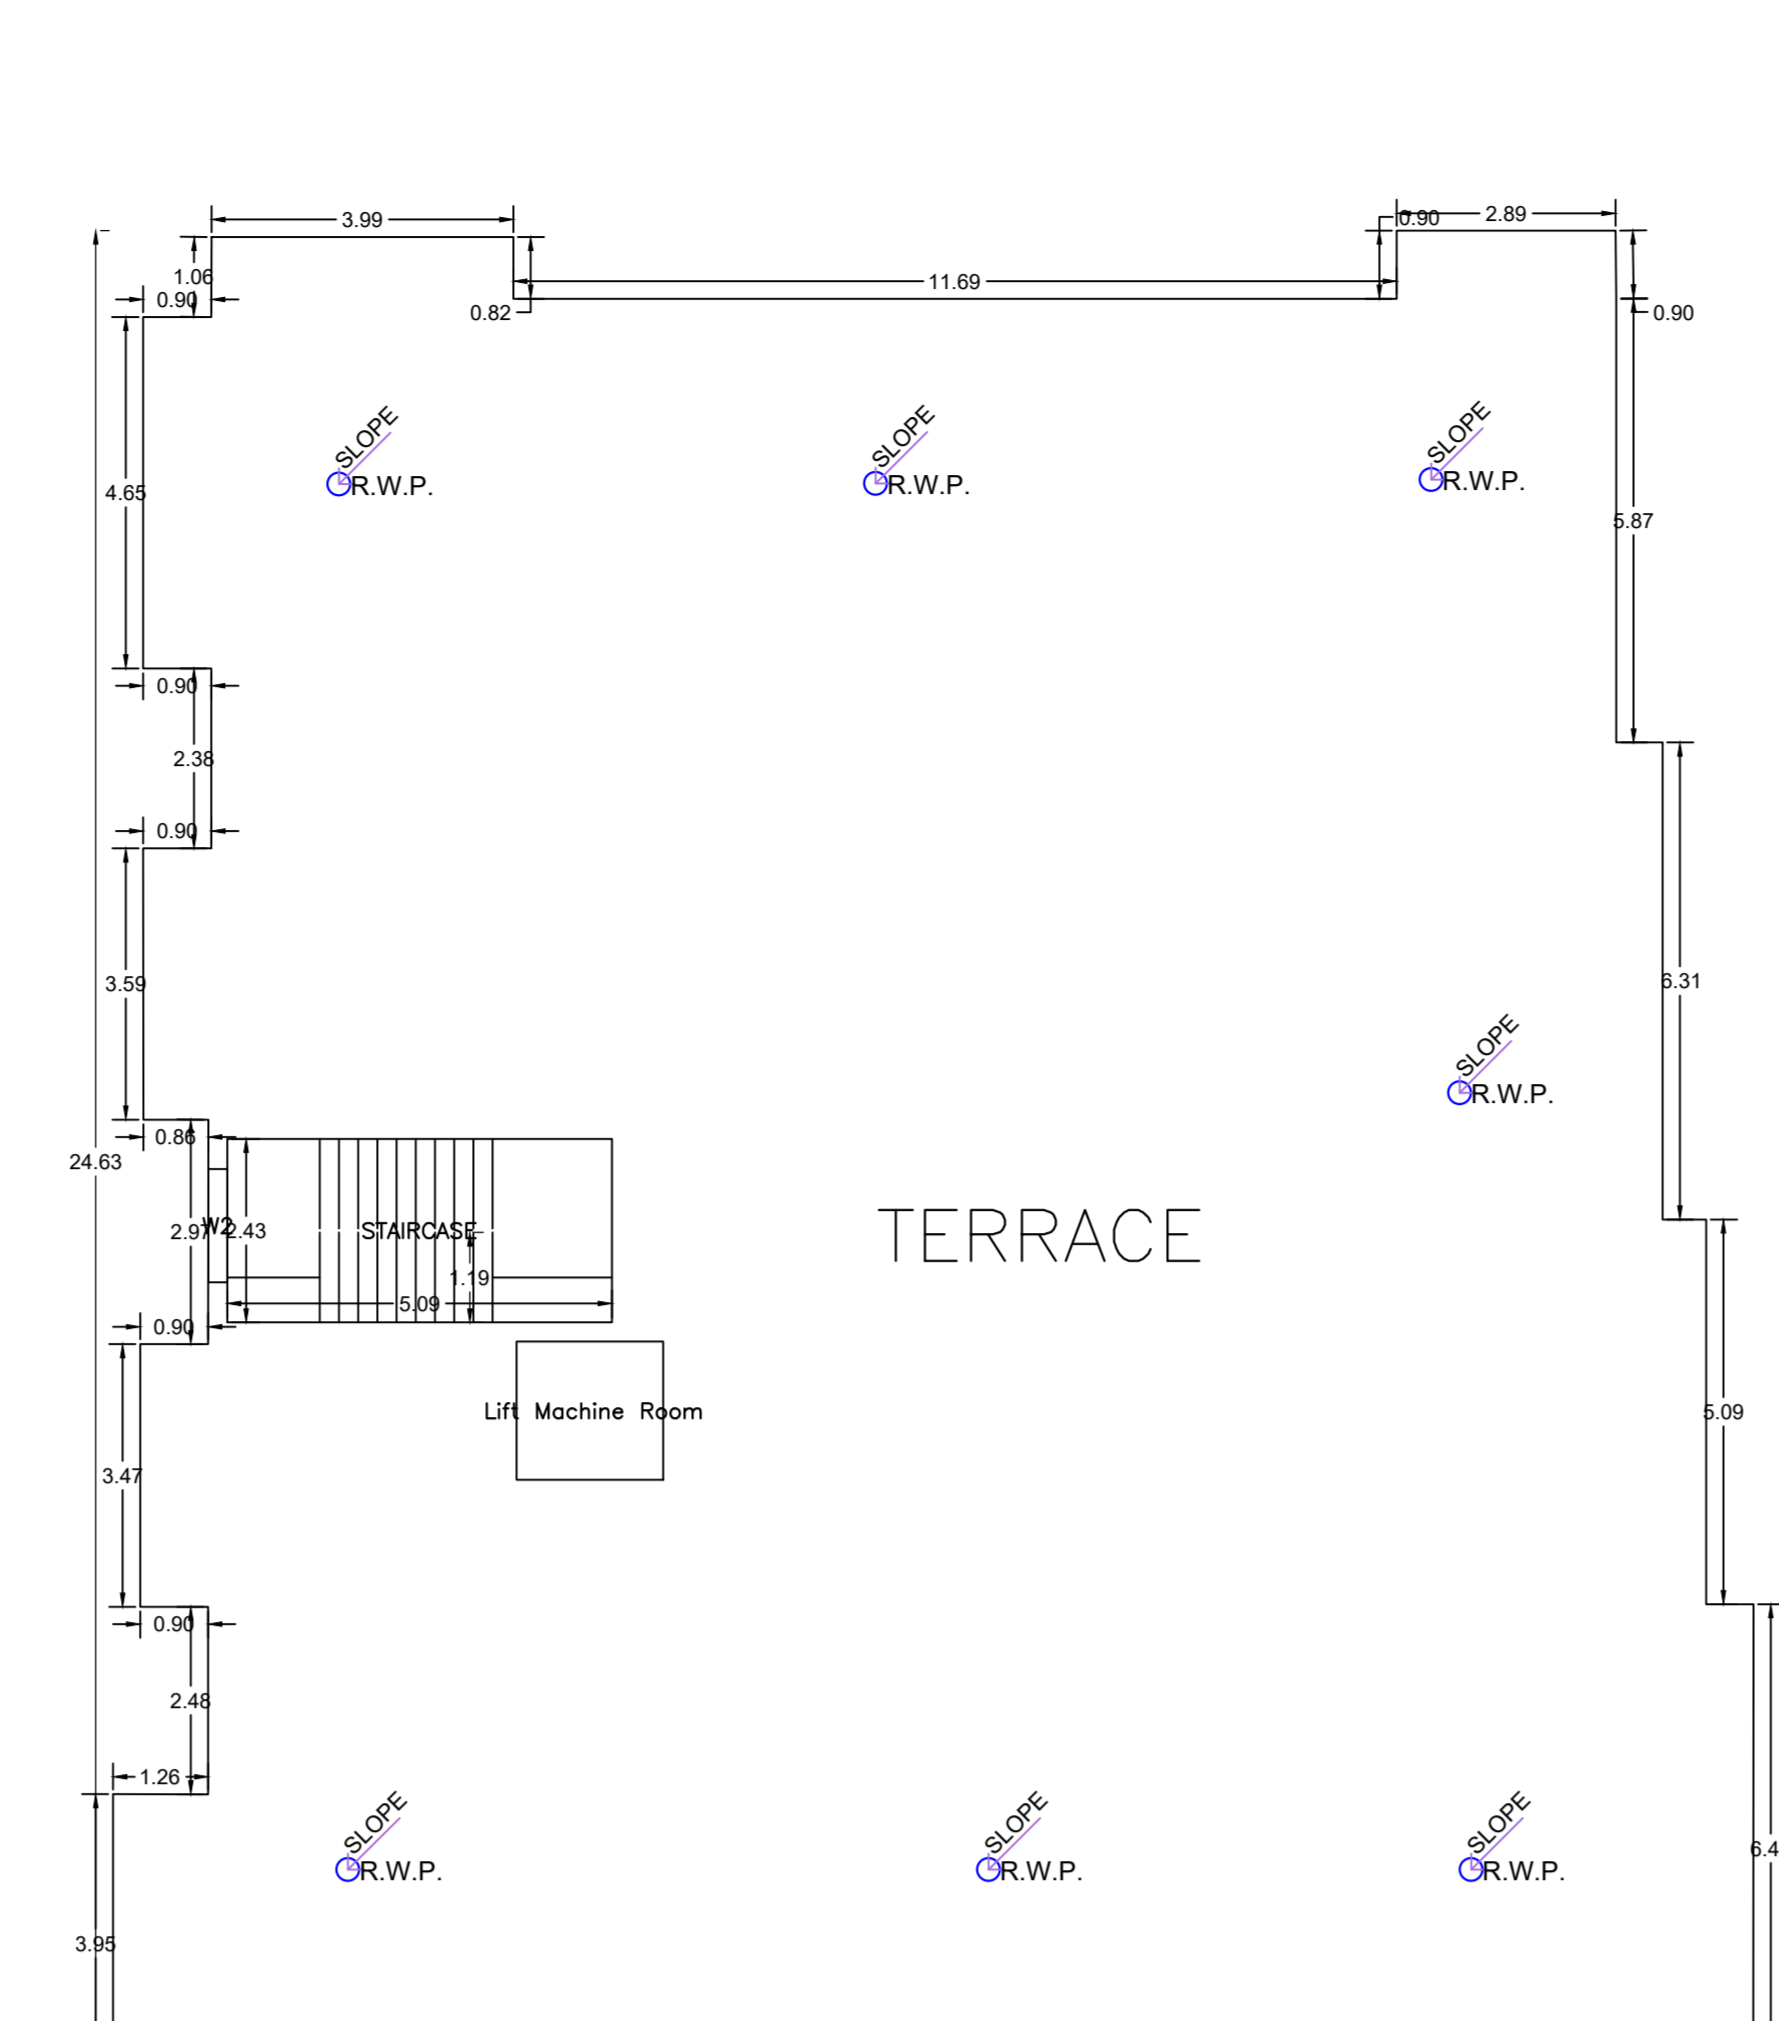 0.90
2.89
3.99
1.06
0.90
11.69
0.82
0.90
SLOPE
R.W.P.
SLOPE
R.W.P.
SLOPE
R.W.P.
4.65
5.87
0.90
2.38
0.90
3.59
6.31
SLOPE
R.W.P.
0.86
24.63
2.97
W2
2.43
STAIRCASE
TERRACE
1.19
5.09
0.90
Lift Machine Room
5.09
3.47
0.90
2.48
1.26
SLOPE
R.W.P.
SLOPE
R.W.P.
SLOPE
R.W.P.
6.4
3.95